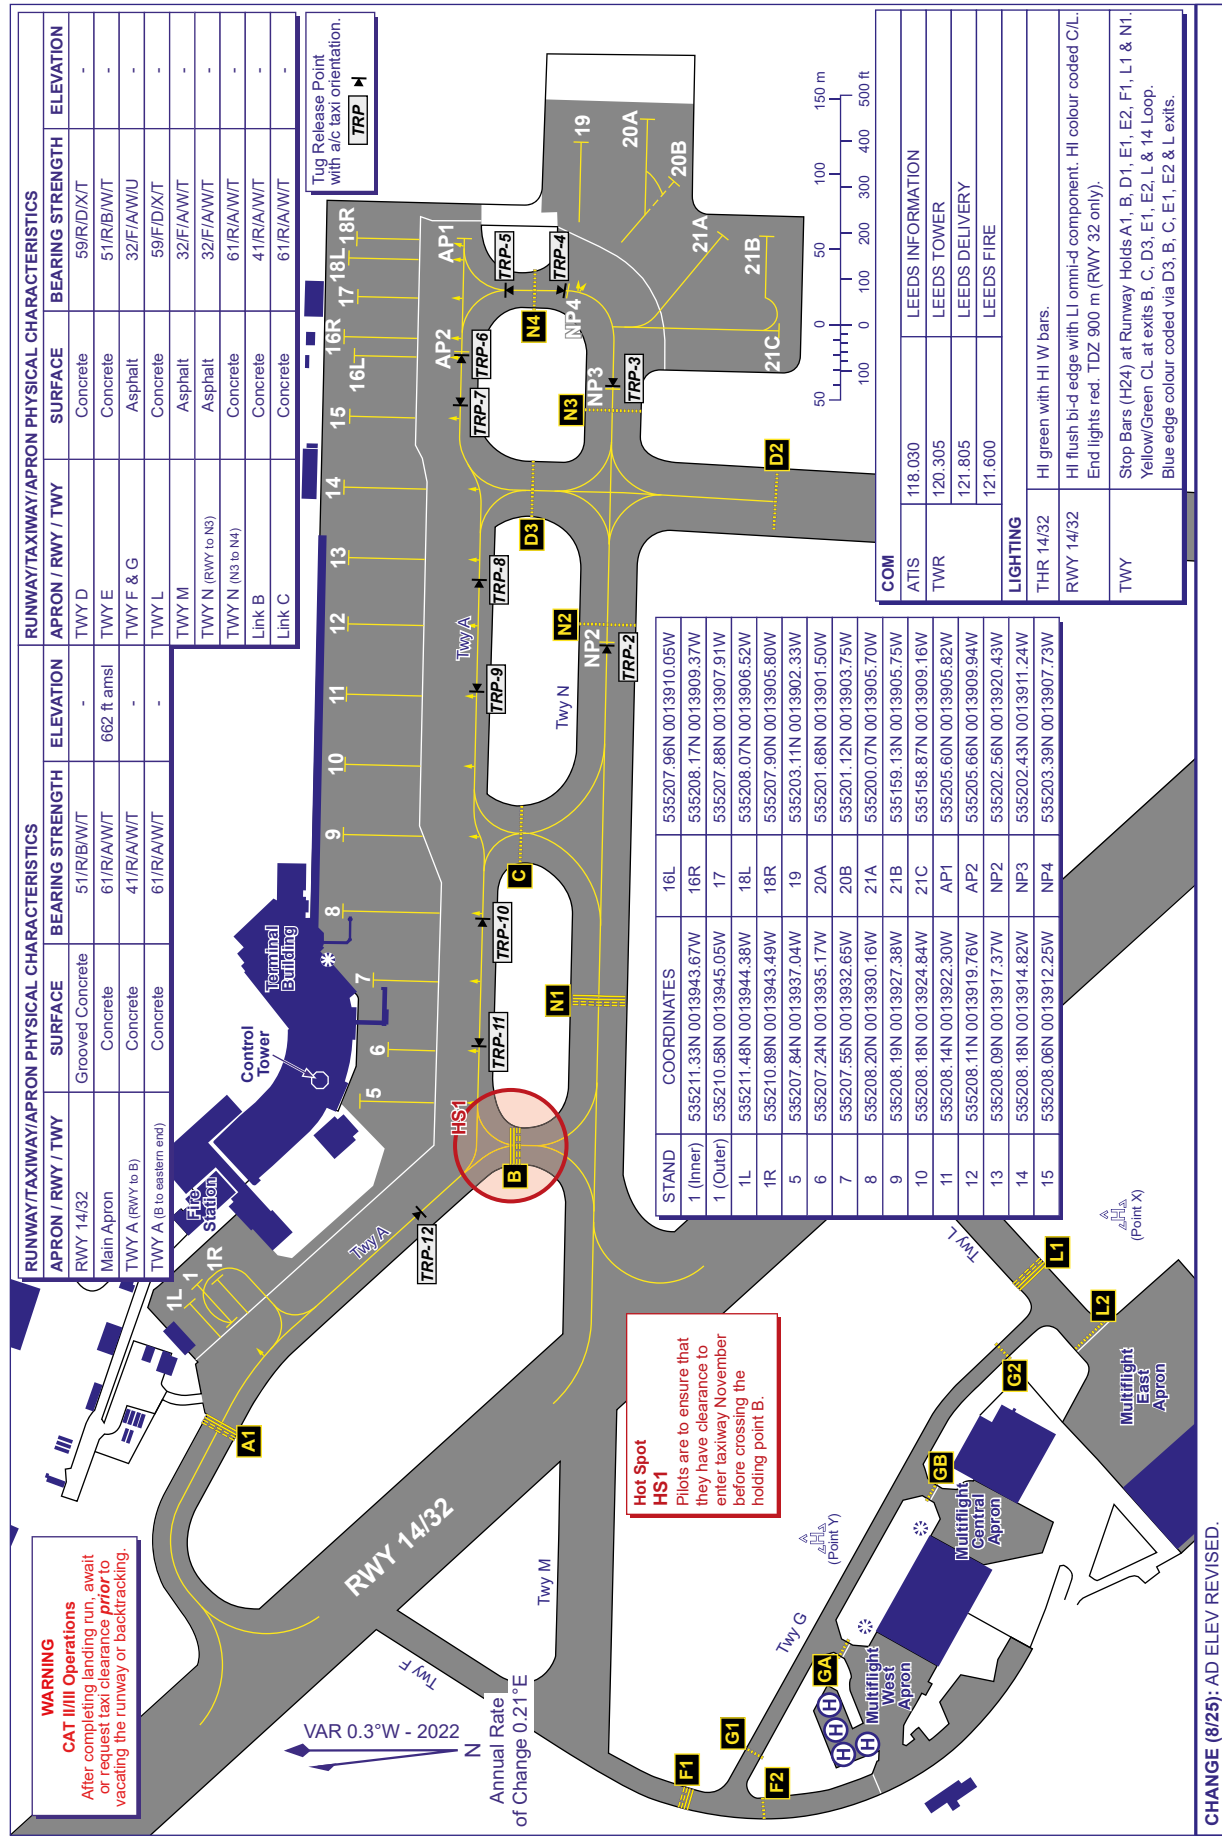 WARNING
CAT II/III Operations
After completing landing run, await
or request taxi clearance prior to
vacating the runway or backtracking.
RUNWAY/TAXIWAY/APRON PHYSICAL CHARACTERISTICS
APRON / RWY / TWY SURFACE BEARING STRENGTH ELEVATION
RWY 14/32 Grooved Concrete 51/R/B/W/T -
Main Apron Concrete 61/R/A/W/T 662 ft amsl
TWY A (RWY to B) Concrete 41/R/A/W/T -
TWY A (B to eastern end) Concrete 61/R/A/W/T -
RUNWAY/TAXIWAY/APRON PHYSICAL CHARACTERISTICS
APRON / RWY / TWY SURFACE BEARING STRENGTH ELEVATION
TWY D Concrete 59/R/D/X/T -
TWY E Concrete 51/R/B/W/T -
TWY F & G Asphalt 32/F/A/W/U -
TWY L Concrete 59/F/D/X/T -
TWY M Asphalt 32/F/A/W/T -
TWY N (RWY to N3) Asphalt 32/F/A/W/T -
TWY N (N3 to N4) Concrete 61/R/A/W/T -
Link B Concrete 41/R/A/W/T -
Link C Concrete 61/R/A/W/T -
Tug Release Point
with a/c taxi orientation.
TRP
Fire
Station
Control
Tower
Terminal
Building
1L
1
1R
5
6
7
8
9
10
11
12
13
14
15
16L
16R
17
18L
18R
19
20A
20B
21A
21B
21C
A1
Twy A
TRP-12
HS1
B
TRP-11
TRP-10
C
TRP-9
Twy A
TRP-8
D3
TRP-7
TRP-6
AP2
AP1
TRP-5
TRP-4
N4
NP4
NP3
TRP-3
N3
N2
NP2
TRP-2
Twy N
N1
D2
RWY 14/32
Twy M
Twy F
VAR 0.3°W - 2022
N
Annual Rate
of Change 0.21°E
Hot Spot
HS1
Pilots are to ensure that
they have clearance to
enter taxiway November
before crossing the
holding point B.
50 0 50 100 150 m
100 0 100 200 300 400 500 ft
STAND COORDINATES
1 (Inner) 535211.33N 0013943.67W
1 (Outer) 535210.58N 0013945.05W
1L 535211.48N 0013944.38W
1R 535210.89N 0013943.49W
5 535207.84N 0013937.04W
6 535207.24N 0013935.17W
7 535207.55N 0013932.65W
8 535208.20N 0013930.16W
9 535208.19N 0013927.38W
10 535208.18N 0013924.84W
11 535208.14N 0013922.30W
12 535208.11N 0013919.76W
13 535208.09N 0013917.37W
14 535208.18N 0013914.82W
15 535208.06N 0013912.25W
16L 535207.96N 0013910.05W
16R 535208.17N 0013909.37W
17 535207.88N 0013907.91W
18L 535208.07N 0013906.52W
18R 535207.90N 0013905.80W
19 535203.11N 0013902.33W
20A 535201.68N 0013901.50W
20B 535201.12N 0013903.75W
21A 535200.07N 0013905.70W
21B 535159.13N 0013905.75W
21C 535158.87N 0013909.16W
AP1 535205.60N 0013905.82W
AP2 535205.66N 0013909.94W
NP2 535202.56N 0013920.43W
NP3 535202.43N 0013911.24W
NP4 535203.39N 0013907.73W
COM
ATIS 118.030 LEEDS INFORMATION
TWR 120.305 LEEDS TOWER
121.805 LEEDS DELIVERY
121.600 LEEDS FIRE
LIGHTING
THR 14/32 HI green with HI W bars.
RWY 14/32 HI flush bi-d edge with LI omni-d component. HI colour coded C/L.
End lights red. TDZ 900 m (RWY 32 only).
TWY Stop Bars (H24) at Runway Holds A1, B, D1, E1, E2, F1, L1 & N1.
Yellow/Green CL at exits B, C, D3, E1, E2, L & 14 Loop.
Blue edge colour coded via D3, B, C, E1, E2 & L exits.
F1
G1
F2
Twy G
GA
H
H
H
H
Multiflight
West
Apron
H
(Point Y)
GB
Multiflight
Central
Apron
G2
Twy L
L1
L2
Multiflight
East
Apron
H
(Point X)
CHANGE (8/25): AD ELEV REVISED.